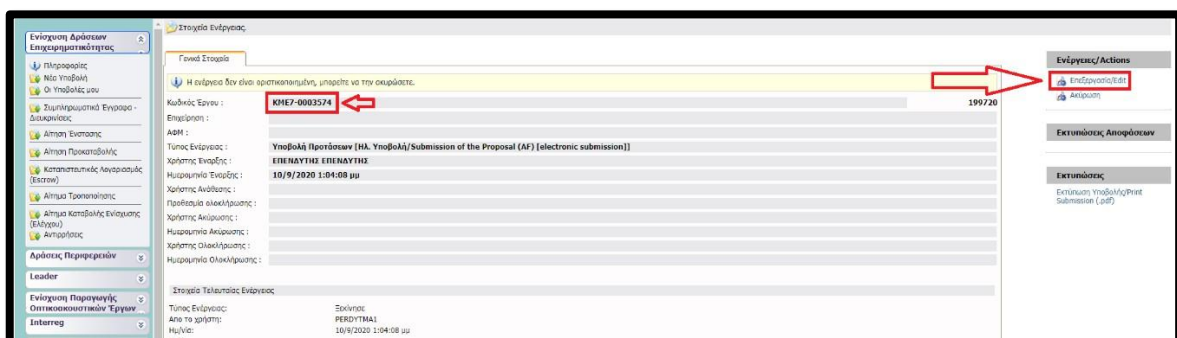 Ενίσχυση Δράσεων
Επιχειρηματικότητας
Πληροφορίες
Νέα Υποβολή
Οι Υποβολές μου
Συμπληρωματικά Έγγραφα -
Διευκρινίσεις
Αίτηση Ένστασης
Αίτηση Προκαταβολής
Καταπιστευτικός Λογαριασμός
(Escrow)
Αίτημα Τροποποίησης
Αίτημα Καταβολής Ενίσχυσης
(Ελέγχου)
Αντιρρήσεις
Δράσεις Περιφερειών
Leader
Ενίσχυση Παραγωγής
Οπτικοακουστικών Έργων
Interreg
Στοιχεία Ενέργειας.
Γενικά Στοιχεία
Η ενέργεια δεν είναι οριστικοποιημένη, μπορείτε να την ακυρώσετε.
Κωδικός Έργου : ΚΜΕ7-0003574 199720
Επιχείρηση :
ΑΦΜ :
Τύπος Ενέργειας : Υποβολή Προτάσεων [Ηλ. Υποβολή/Submission of the Proposal (AF) [electronic submission]]
Χρήστης Έναρξης : ΕΠΕΝΔΥΤΗΣ ΕΠΕΝΔΥΤΗΣ
Ημερομηνία Έναρξης : 10/9/2020 1:04:08 μμ
Χρήστης Ανάθεσης :
Προθεσμία ολοκλήρωσης :
Χρήστης Ακύρωσης :
Ημερομηνία Ακύρωσης :
Χρήστης Ολοκλήρωσης :
Ημερομηνία Ολοκλήρωσης :
Στοιχεία Τελευταίας Ενέργειας
Τύπος Ενέργειας: Ξεκίνησε
Απο το χρήστη: PERDYTMA1
Ημ/νία: 10/9/2020 1:04:08 μμ
Ενέργειες/Actions
Επεξεργασία/Edit
Ακύρωση
Εκτυπώσεις Αποφάσεων
Εκτυπώσεις
Εκτύπωση Υποβολής/Print
Submission (.pdf)